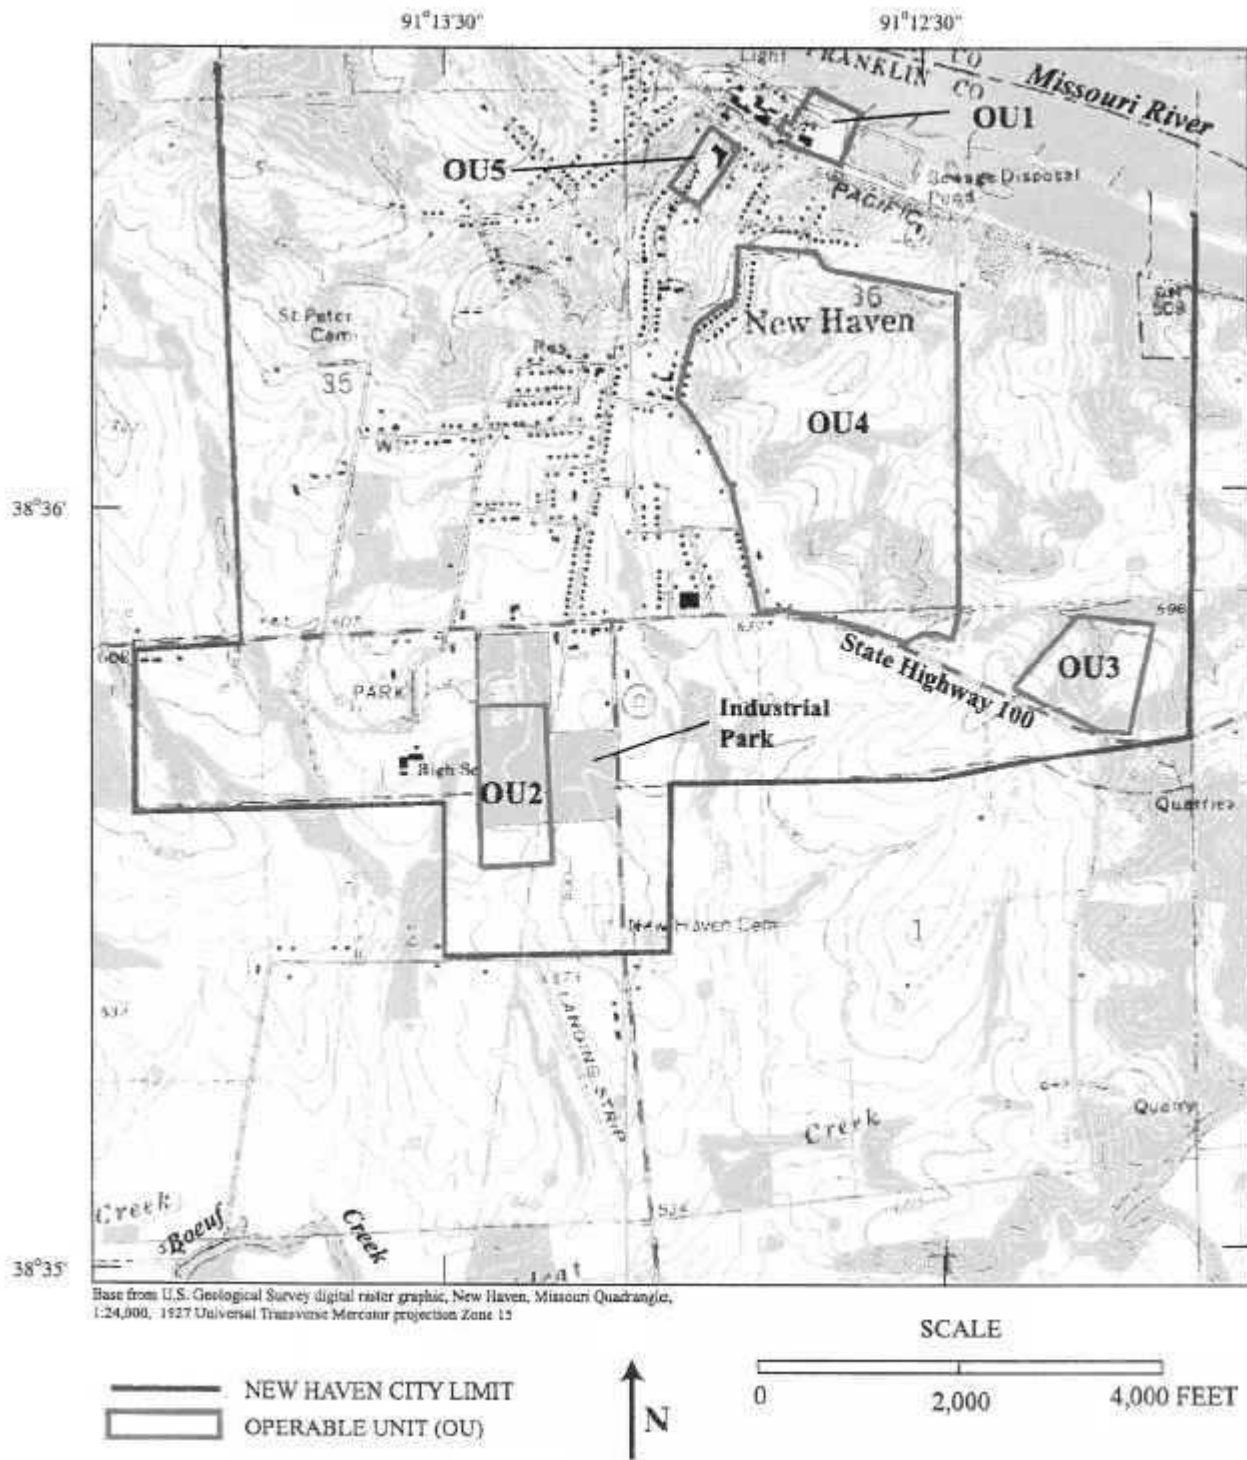 91°13'30"
91°12'30"
Light
FRANKLIN
CO
CO
Missouri River
OU1
OU5
Sewage Disposal
Pond
PACIFIC
36
New Haven
St Peter
Cem
35
Res
OU4
W
38°36'
PARK
State Highway 100
OU3
Industrial
Park
High Sc
OU2
Quarries
New Haven Cem
1
LANDING STRIP
Quarry
Creek
Creek
Boeuf
Creek
38°35'
Base from U.S. Geological Survey digital raster graphic, New Haven, Missouri Quadrangle,
1:24,000, 1927 Universal Transverse Mercator projection Zone 15
SCALE
NEW HAVEN CITY LIMIT
OPERABLE UNIT (OU)
N
0
2,000
4,000 FEET